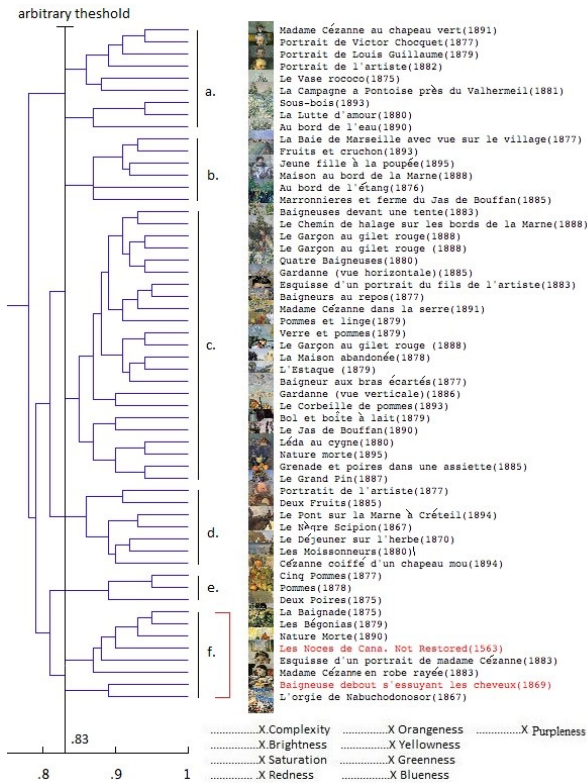 arbitrary theshold
Madame Cézanne au chapeau vert(1891)
Portrait de Victor Chocquet(1877)
Portrait de Louis Guillaume(1879)
Portrait de l'artiste(1882)
a.
Le Vase rococo(1875)
La Campagne a Pontoise près du Valhermeil(1881)
Sous-bois(1893)
La Lutte d'amour(1880)
Au bord de l'eau(1890)
La Baie de Marseille avec vue sur le village(1877)
Fruits et cruchon(1893)
Jeune fille à la poupée(1895)
b.
Maison au bord de la Marne(1888)
Au bord de l'étang(1876)
Marronnieres et ferme du Jas de Bouffan(1885)
Baigneuses devant une tente(1883)
Le Chemin de halage sur les bords de la Marne(1888)
Le Garçon au gilet rouge(1888)
Le Garçon au gilet rouge (1888)
Quatre Baigneuses(1880)
Gardanne (vue horizontale)(1885)
Esquisse d'un portrait du fils de l'artiste(1883)
Baigneurs au repos(1877)
Madame Cézanne dans la serre(1891)
Pommes et linge(1879)
Verre et pommes(1879)
c.
Le Garçon au gilet rouge (1888)
La Maison abandonée(1878)
L'Estaque (1879)
Baigneur aux bras écartés(1877)
Gardanne (vue verticale)(1886)
Le Corbeille de pommes(1893)
Bol et boîte à lait(1879)
Le Jas de Bouffan(1890)
Léda au cygne(1880)
Nature morte(1895)
Grenade et poires dans une assiette(1885)
Le Grand Pin(1887)
Portratit de l'artiste(1877)
Deux Fruits(1885)
Le Pont sur la Marne à Créteil(1894)
d.
Le Nègre Scipion(1867)
Le Déjeuner sur l'herbe(1870)
Les Moissonneurs(1880)\
Cézanne coiffé d'un chapeau mou(1894)
Cinq Pommes(1877)
e.
Pommes(1878)
Deux Poires(1875)
La Baignade(1875)
Les Bégonias(1879)
Nature Morte(1890)
f.
Les Noces de Cana. Not Restored(1563)
Esquisse d'un portrait de madame Cézanne(1883)
Madame Cézanne en robe rayée(1883)
Baigneuse debout s'essuyant les cheveux(1869)
L'orgie de Nabuchodonosor(1867)
.83
.8 .9 1
............X.Complexity ............X Orangeness ............X Purpleness
............X.Brightness ............X Yellowness
............X Saturation ............X Greenness
............X Redness ............X Blueness